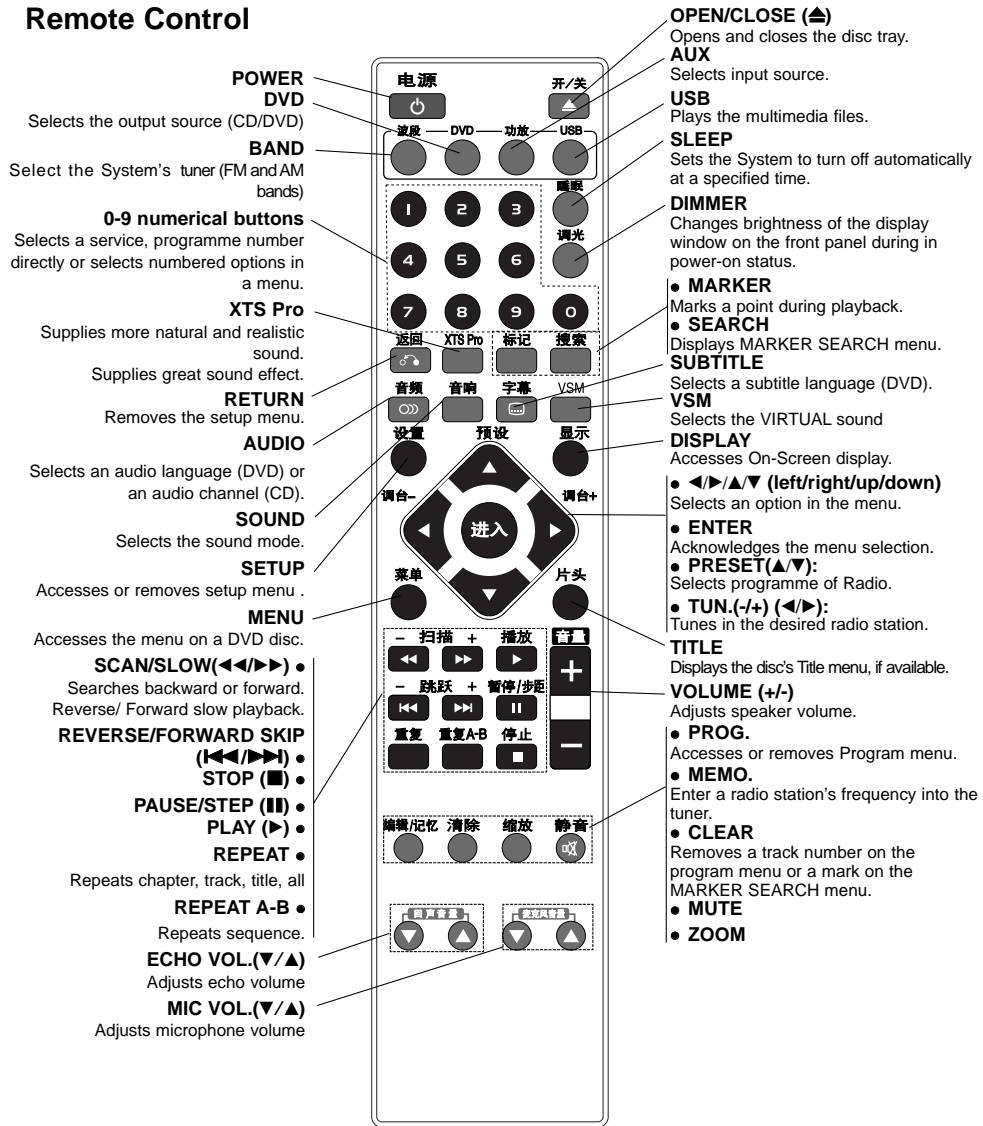 Remote Control
POWER
DVD
Selects the output source (CD/DVD)
BAND
Select the System's tuner (FM and AM
bands)
0-9 numerical buttons
Selects a service, programme number
directly or selects numbered options in
a menu.
XTS Pro
Supplies more natural and realistic
sound.
Supplies great sound effect.
RETURN
Removes the setup menu.
AUDIO
Selects an audio language (DVD) or
an audio channel (CD).
SOUND
Selects the sound mode.
SETUP
Accesses or removes setup menu .
MENU
Accesses the menu on a DVD disc.
SCAN/SLOW(◄◄/►►) ●
Searches backward or forward.
Reverse/ Forward slow playback.
REVERSE/FORWARD SKIP
(|◄◄/►►|) ●
STOP (■) ●
PAUSE/STEP (❚❚) ●
PLAY (►) ●
REPEAT ●
Repeats chapter, track, title, all
REPEAT A-B ●
Repeats sequence.
ECHO VOL.(▼/▲)
Adjusts echo volume
MIC VOL.(▼/▲)
Adjusts microphone volume
电源
开/关
波段 DVD 功放 USB
睡眠
1 2 3
调光
4 5 6
7 8 9 0
返回 XTS Pro 标记 搜索
音频 音响 字幕 VSM
设置 预设 显示
调台- 调台+
进入
菜单 片头
- 扫描 + 播放 音量
+
- 跳跃 + 暂停/步距
重复 重复A-B 停止
-
编辑/记忆 清除 缩放 静音
回声音量 麦克风音量
OPEN/CLOSE (⏏)
Opens and closes the disc tray.
AUX
Selects input source.
USB
Plays the multimedia files.
SLEEP
Sets the System to turn off automatically
at a specified time.
DIMMER
Changes brightness of the display
window on the front panel during in
power-on status.
● MARKER
Marks a point during playback.
● SEARCH
Displays MARKER SEARCH menu.
SUBTITLE
Selects a subtitle language (DVD).
VSM
Selects the VIRTUAL sound
DISPLAY
Accesses On-Screen display.
● ◄/►/▲/▼ (left/right/up/down)
Selects an option in the menu.
● ENTER
Acknowledges the menu selection.
● PRESET(▲/▼):
Selects programme of Radio.
● TUN.(-/+) (◄/►):
Tunes in the desired radio station.
TITLE
Displays the disc's Title menu, if available.
VOLUME (+/-)
Adjusts speaker volume.
● PROG.
Accesses or removes Program menu.
● MEMO.
Enter a radio station's frequency into the
tuner.
● CLEAR
Removes a track number on the
program menu or a mark on the
MARKER SEARCH menu.
● MUTE
● ZOOM